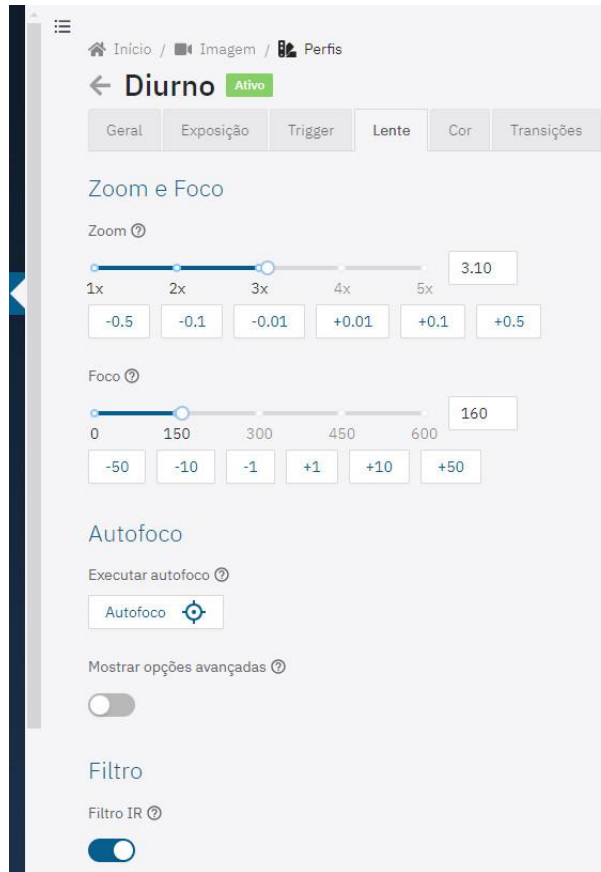 Início / Imagem / Perfis
Diurno Ativo
Geral Exposição Trigger Lente Cor Transições
Zoom e Foco
Zoom
3.10
1x 2x 3x 4x 5x
-0.5 -0.1 -0.01 +0.01 +0.1 +0.5
Foco
160
0 150 300 450 600
-50 -10 -1 +1 +10 +50
Autofoco
Executar autofoco
Autofoco
Mostrar opções avançadas
Filtro
Filtro IR